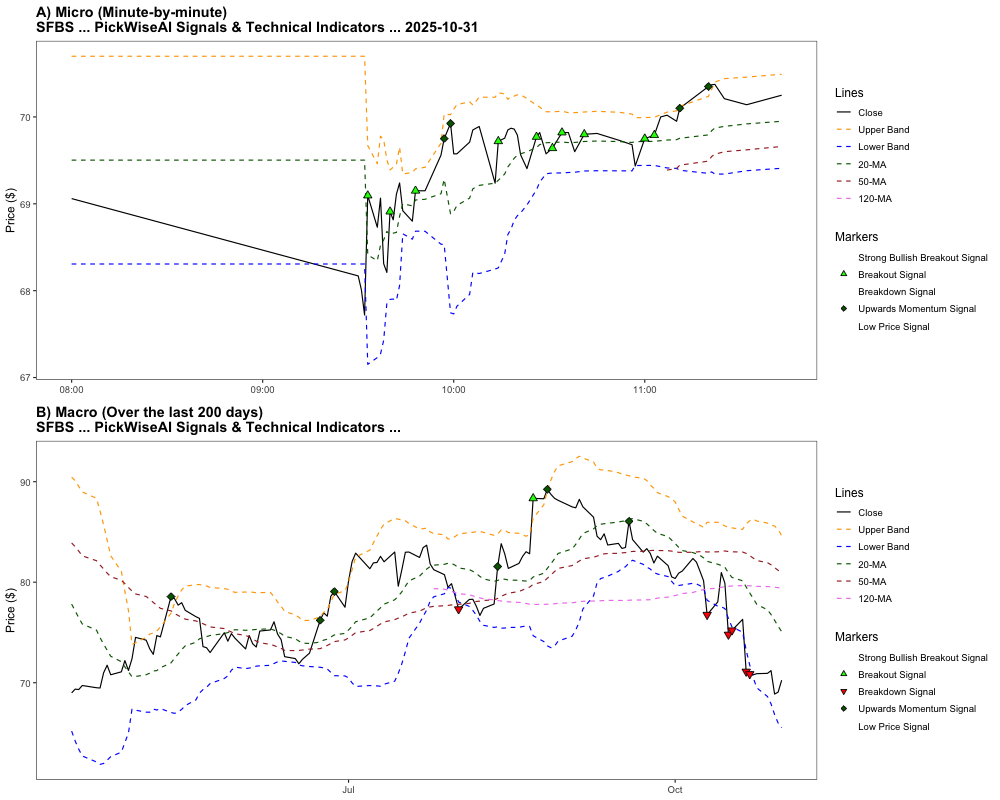 A) Micro (Minute-by-minute)
SFBS ... PickWiseAI Signals & Technical Indicators ... 2025-10-31
Price ($)
70
69
68
67
08:00
09:00
10:00
11:00
Lines
Close
Upper Band
Lower Band
20-MA
50-MA
120-MA
Markers
Strong Bullish Breakout Signal
Breakout Signal
Breakdown Signal
Upwards Momentum Signal
Low Price Signal
B) Macro (Over the last 200 days)
SFBS ... PickWiseAI Signals & Technical Indicators ...
Price ($)
90
80
70
Jul
Oct
Lines
Close
Upper Band
Lower Band
20-MA
50-MA
120-MA
Markers
Strong Bullish Breakout Signal
Breakout Signal
Breakdown Signal
Upwards Momentum Signal
Low Price Signal